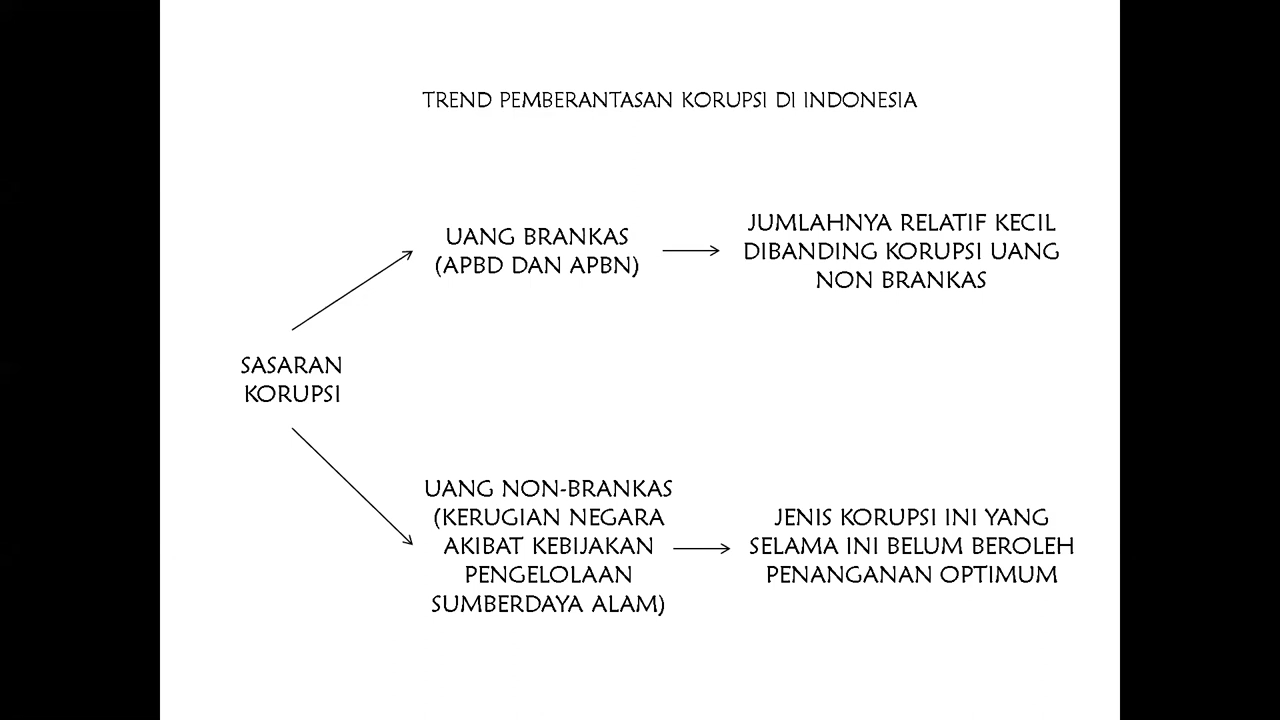 TREND PEMBERANTASAN KORUPSI DI INDONESIA
UANG BRANKAS
(APBD DAN APBN)
JUMLAHNYA RELATIF KECIL
DIBANDING KORUPSI UANG
NON BRANKAS
SASARAN
KORUPSI
UANG NON-BRANKAS
(KERUGIAN NEGARA
AKIBAT KEBIJAKAN
PENGELOLAAN
SUMBERDAYA ALAM)
JENIS KORUPSI INI YANG
SELAMA INI BELUM BEROLEH
PENANGANAN OPTIMUM